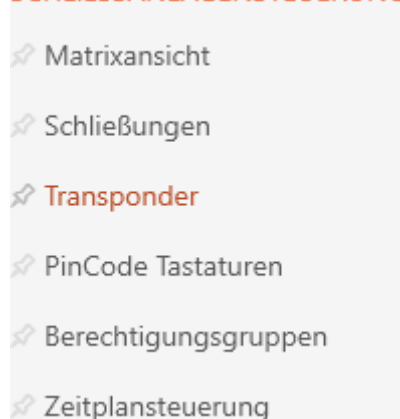 Matrixansicht
Schließungen
Transponder
PinCode Tastaturen
Berechtigungsgruppen
Zeitplansteuerung